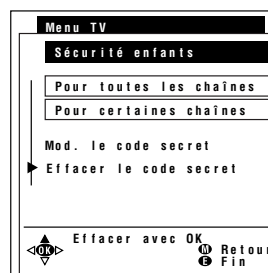 Menu TV
Sécurité enfants
Pour toutes les chaînes
Pour certaines chaînes
Mod. le code secret
Effacer le code secret
Effacer avec OK
OK
M Retour
E Fin